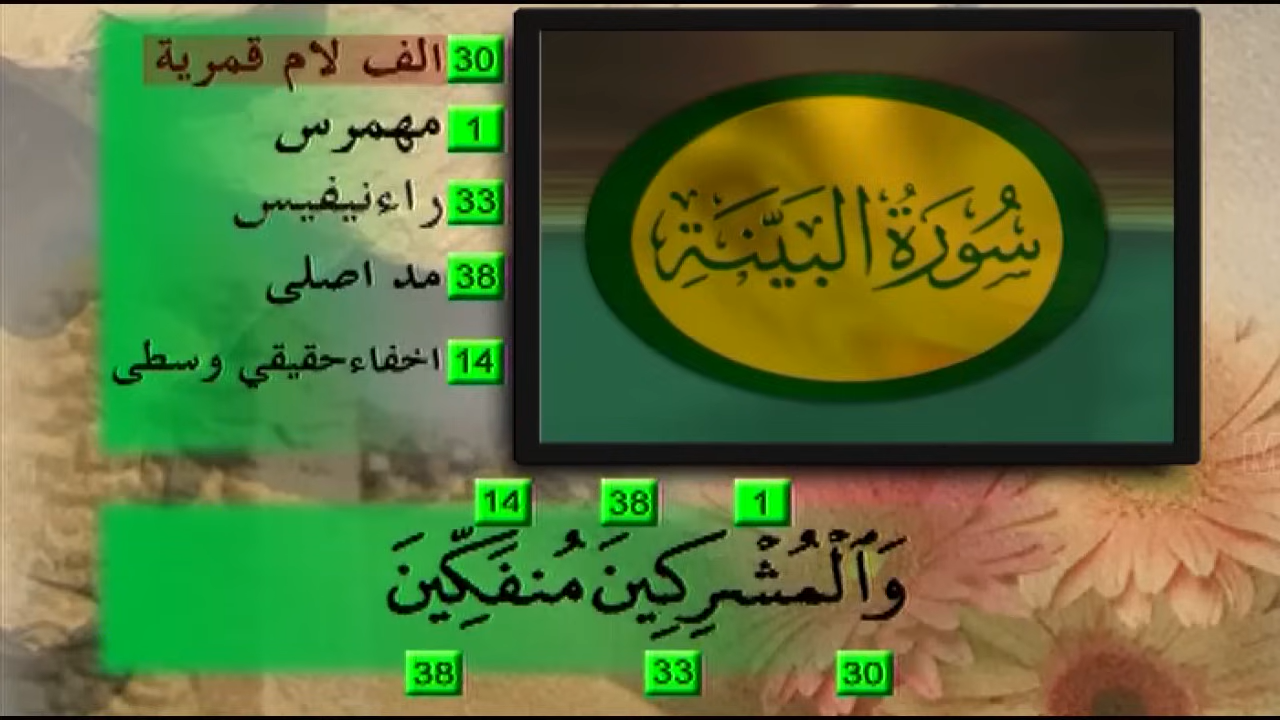 30 الف لام قمرية
1 مهمرس
33 راءنيفيس
38 مد اصلى
14 اخفاءحقيقي وسطى
سُورَةُ البَيِّنَةِ
1 38 14
وَٱلْمُشْرِكِينَ مُنفَكِّينَ
30 33 38